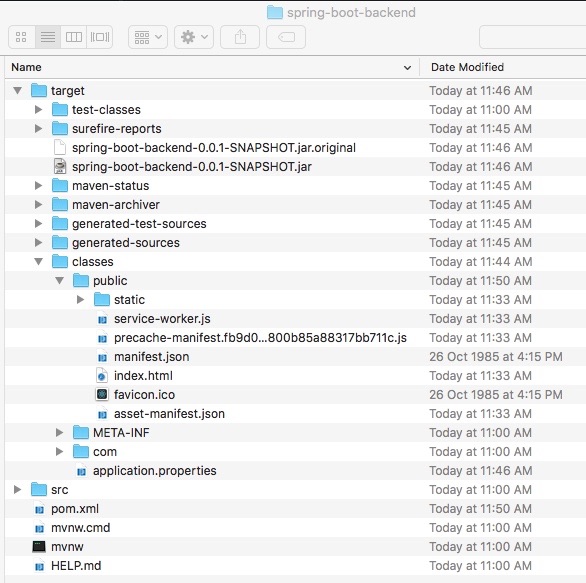 spring-boot-backend
Name Date Modified
target Today at 11:46 AM
test-classes Today at 11:00 AM
surefire-reports Today at 11:45 AM
spring-boot-backend-0.0.1-SNAPSHOT.jar.original Today at 11:46 AM
spring-boot-backend-0.0.1-SNAPSHOT.jar Today at 11:46 AM
maven-status Today at 11:45 AM
maven-archiver Today at 11:45 AM
generated-test-sources Today at 11:45 AM
generated-sources Today at 11:45 AM
classes Today at 11:44 AM
public Today at 11:50 AM
static Today at 11:33 AM
service-worker.js Today at 11:33 AM
precache-manifest.fb9d0...800b85a88317bb711c.js Today at 11:33 AM
manifest.json 26 Oct 1985 at 4:15 PM
index.html Today at 11:33 AM
favicon.ico 26 Oct 1985 at 4:15 PM
asset-manifest.json Today at 11:33 AM
META-INF Today at 11:00 AM
com Today at 11:00 AM
application.properties Today at 11:46 AM
src Today at 11:00 AM
pom.xml Today at 11:50 AM
mvnw.cmd Today at 11:00 AM
mvnw Today at 11:00 AM
HELP.md Today at 11:00 AM